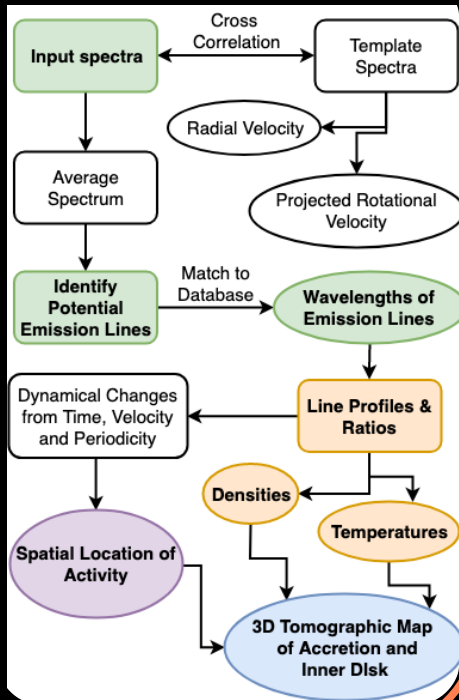 Cross
Correlation
Input spectra
Template
Spectra
Radial Velocity
Average
Spectrum
Projected Rotational
Velocity
Identify
Potential
Emission Lines
Match to
Database
Wavelengths of
Emission Lines
Dynamical Changes
from Time, Velocity
and Periodicity
Line Profiles &
Ratios
Densities
Temperatures
Spatial Location of
Activity
3D Tomographic Map
of Accretion and
Inner DIsk